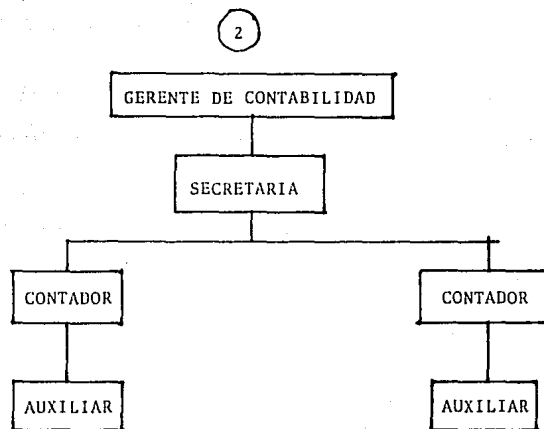 2
GERENTE DE CONTABILIDAD
SECRETARIA
CONTADOR
CONTADOR
AUXILIAR
AUXILIAR